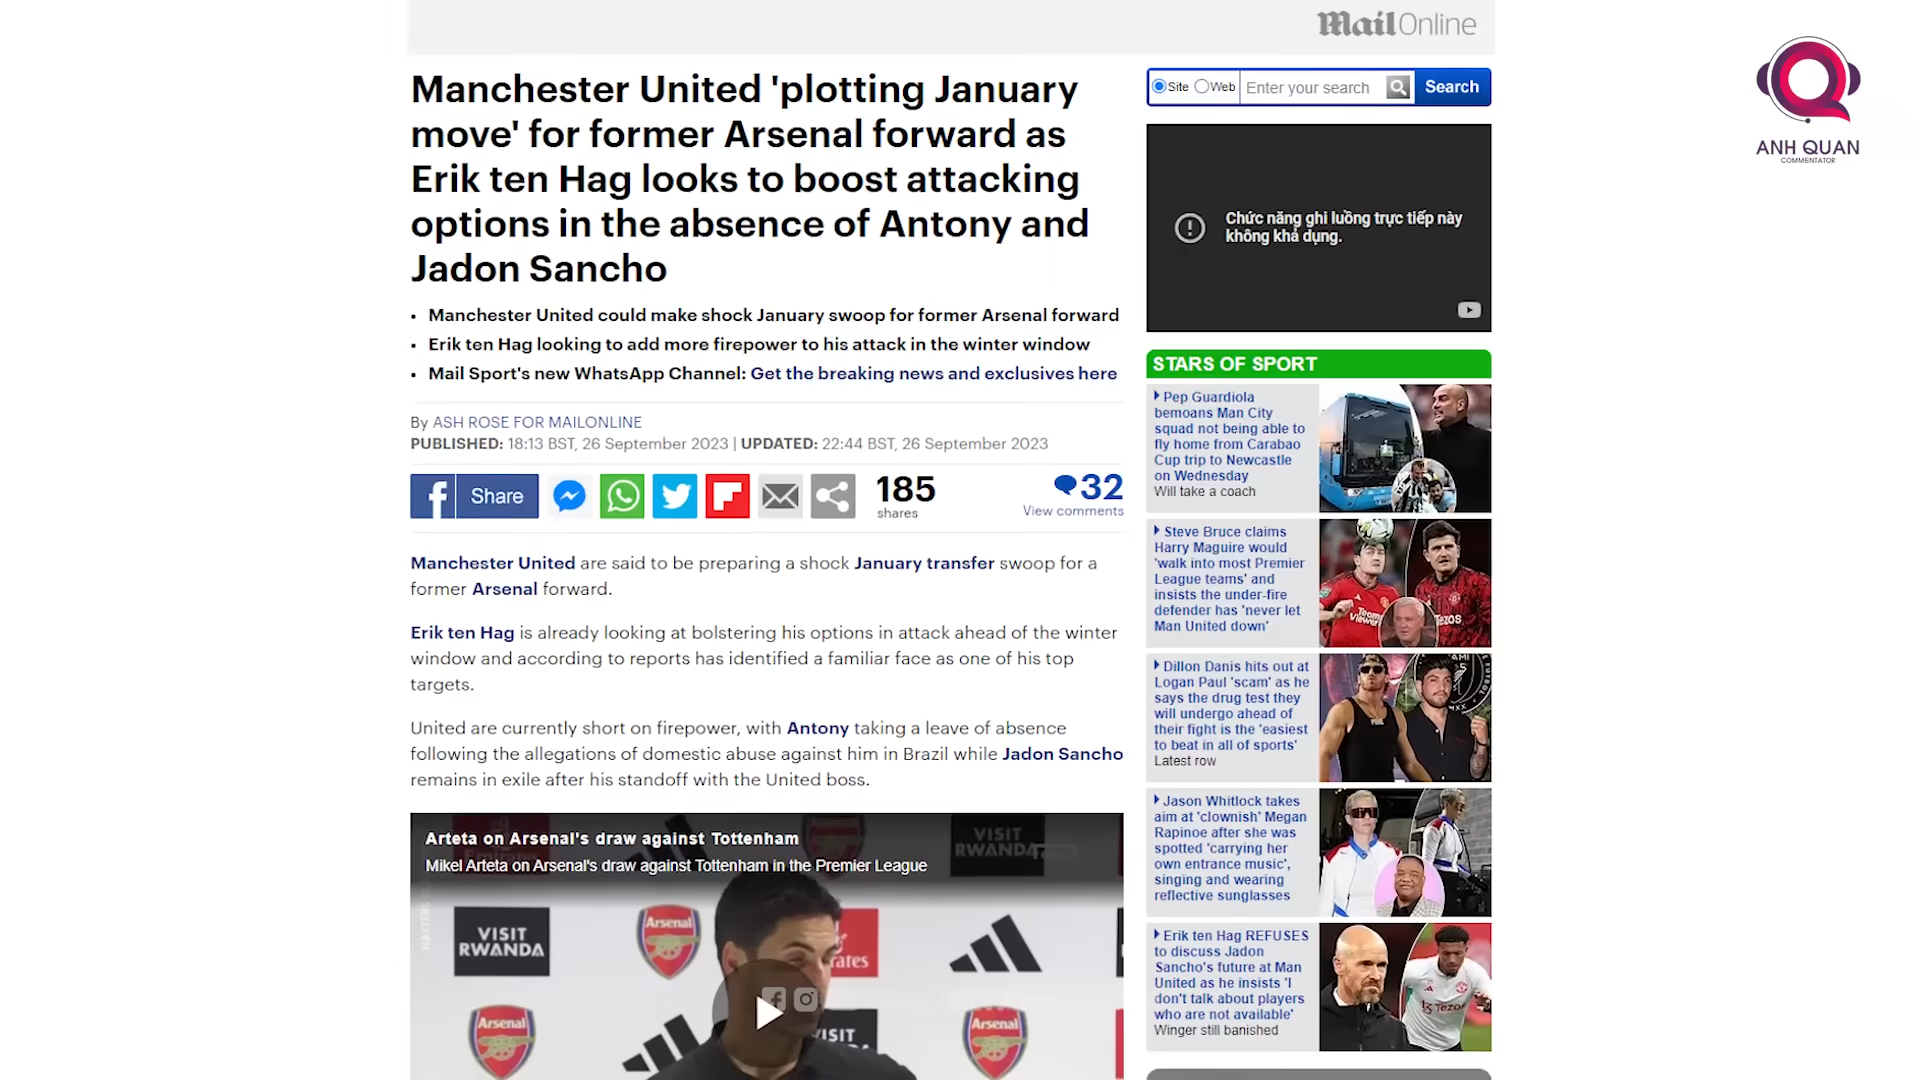 MailOnline
Manchester United 'plotting January
move' for former Arsenal forward as
Erik ten Hag looks to boost attacking
options in the absence of Antony and
Jadon Sancho
• Manchester United could make shock January swoop for former Arsenal forward
• Erik ten Hag looking to add more firepower to his attack in the winter window
• Mail Sport's new WhatsApp Channel: Get the breaking news and exclusives here
By ASH ROSE FOR MAILONLINE
PUBLISHED: 18:13 BST, 26 September 2023 | UPDATED: 22:44 BST, 26 September 2023
Share
185
shares
32
View comments
Manchester United are said to be preparing a shock January transfer swoop for a
former Arsenal forward.
Erik ten Hag is already looking at bolstering his options in attack ahead of the winter
window and according to reports has identified a familiar face as one of his top
targets.
United are currently short on firepower, with Antony taking a leave of absence
following the allegations of domestic abuse against him in Brazil while Jadon Sancho
remains in exile after his standoff with the United boss.
Arteta on Arsenal's draw against Tottenham
Mikel Arteta on Arsenal's draw against Tottenham in the Premier League
VISIT
RWANDA
VISIT
RWANDA
Arsenal
Arsenal
Arsenal
Site Web Enter your search Search
Chức năng ghi luồng trực tiếp này
không khả dụng.
STARS OF SPORT
Pep Guardiola
bemoans Man City
squad not being able to
fly home from Carabao
Cup trip to Newcastle
on Wednesday
Will take a coach
Steve Bruce claims
Harry Maguire would
'walk into most Premier
League teams' and
insists the under-fire
defender has 'never let
Man United down'
Dillon Danis hits out at
Logan Paul 'scam' as he
says the drug test they
will undergo ahead of
their fight is the 'easiest
to beat in all of sports'
Latest row
Jason Whitlock takes
aim at 'clownish' Megan
Rapinoe after she was
spotted 'carrying her
own entrance music',
singing and wearing
reflective sunglasses
Erik ten Hag REFUSES
to discuss Jadon
Sancho's future at Man
United as he insists 'I
don't talk about players
who are not available'
Winger still banished
ANH QUAN
COMMENTATOR